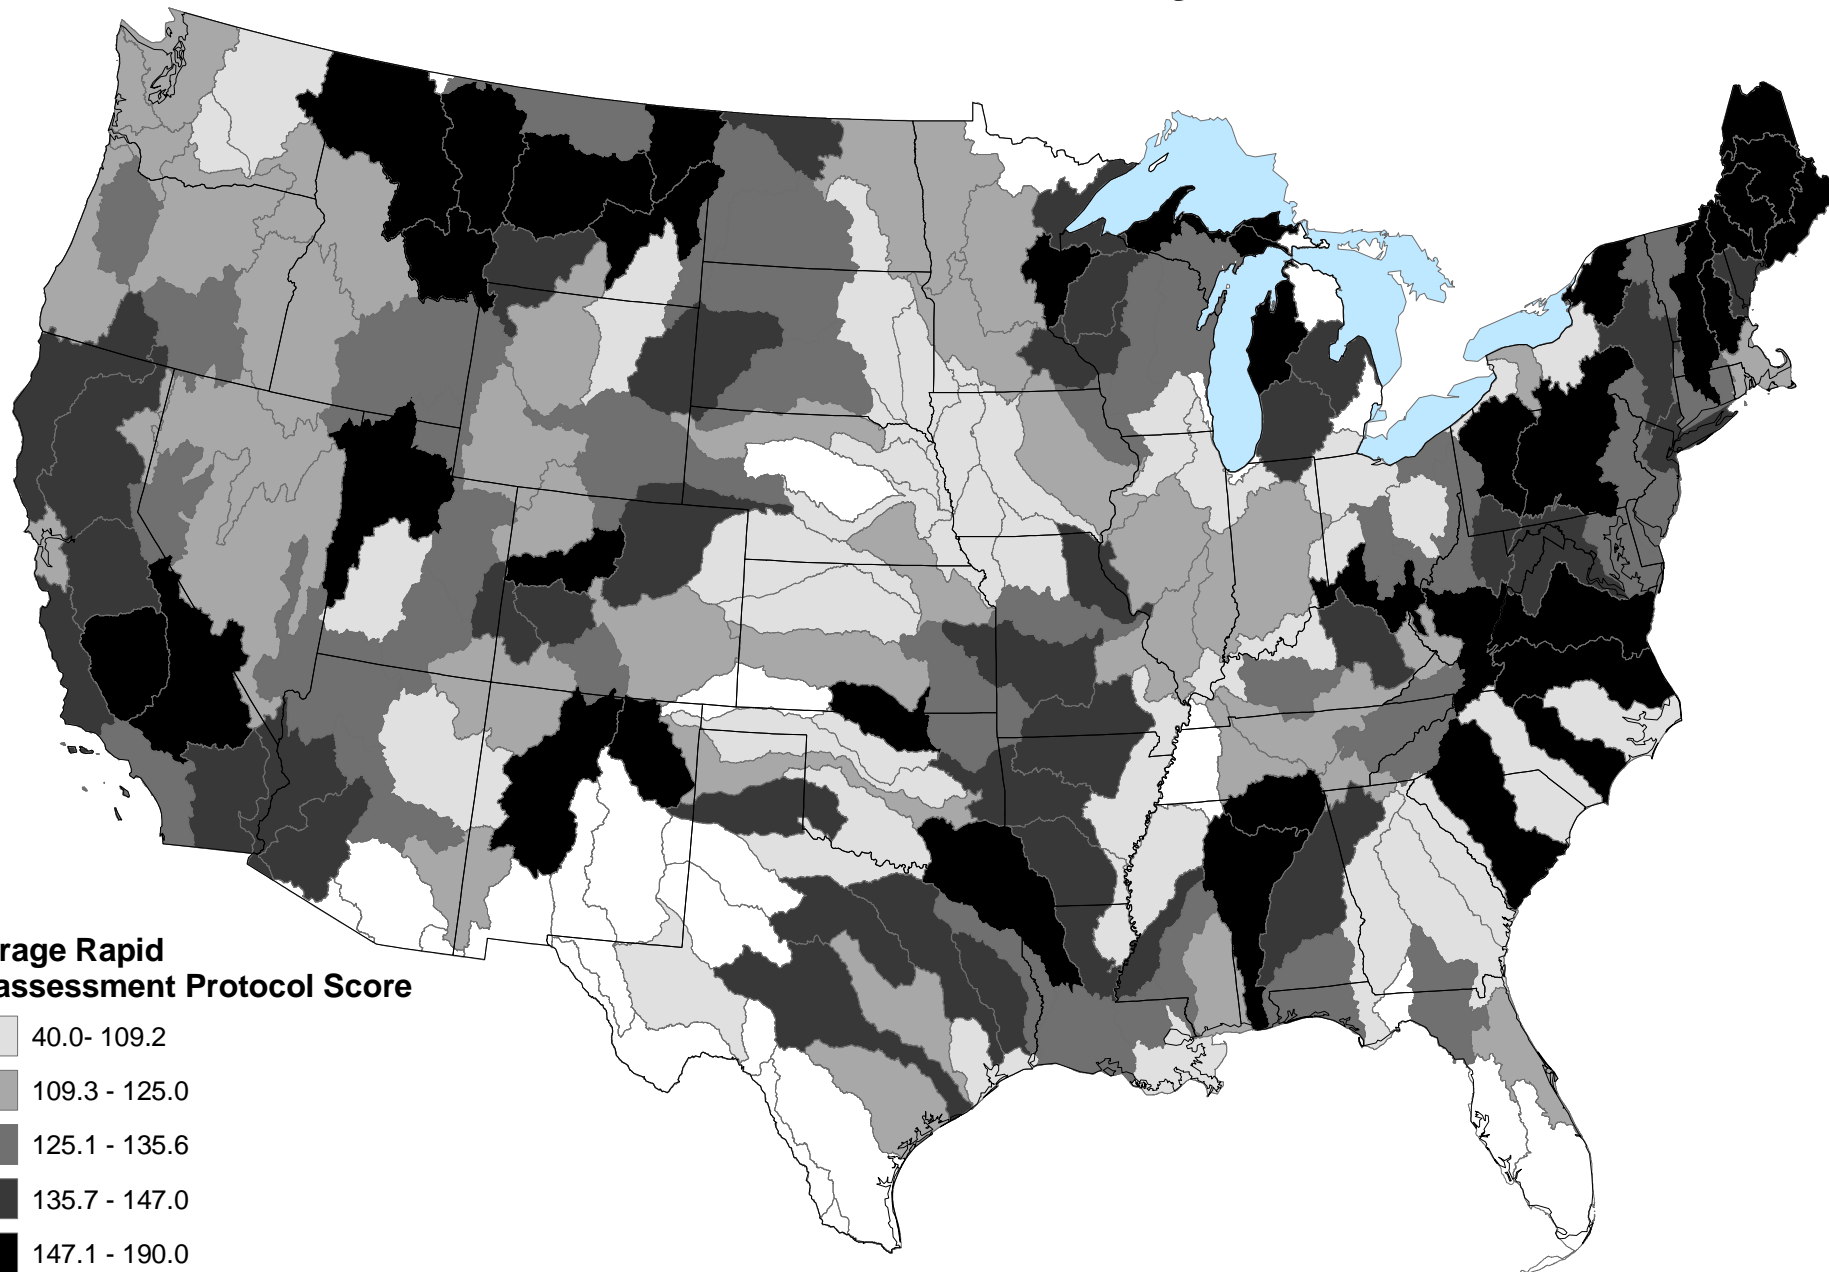 rage Rapid
assessment Protocol Score
40.0- 109.2
109.3 - 125.0
125.1 - 135.6
135.7 - 147.0
147.1 - 190.0